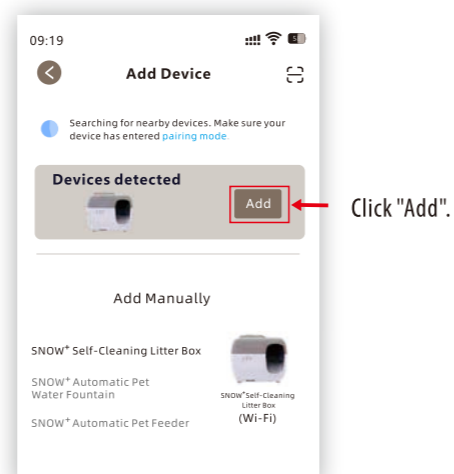 09:19
Add Device
Searching for nearby devices. Make sure your
device has entered pairing mode.
Devices detected
Add
Click "Add".
Add Manually
SNOW⁺ Self-Cleaning Litter Box
SNOW⁺ Automatic Pet
Water Fountain
SNOW⁺ Automatic Pet Feeder
SNOW⁺Self-Cleaning
Litter Box
(Wi-Fi)